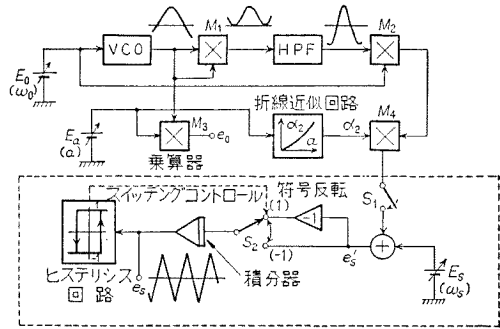 VCO
M1
HPF
M2
E0
(ω0)
Ea
(a)
M3
e0
乗算器
折線近似回路
α2
a
α2
M4
スイッチングコントロール
符号反転
(1)
-1
S1
S2
(-1)
es'
+
Es
(ωs)
ヒステリシス
回路
es
積分器